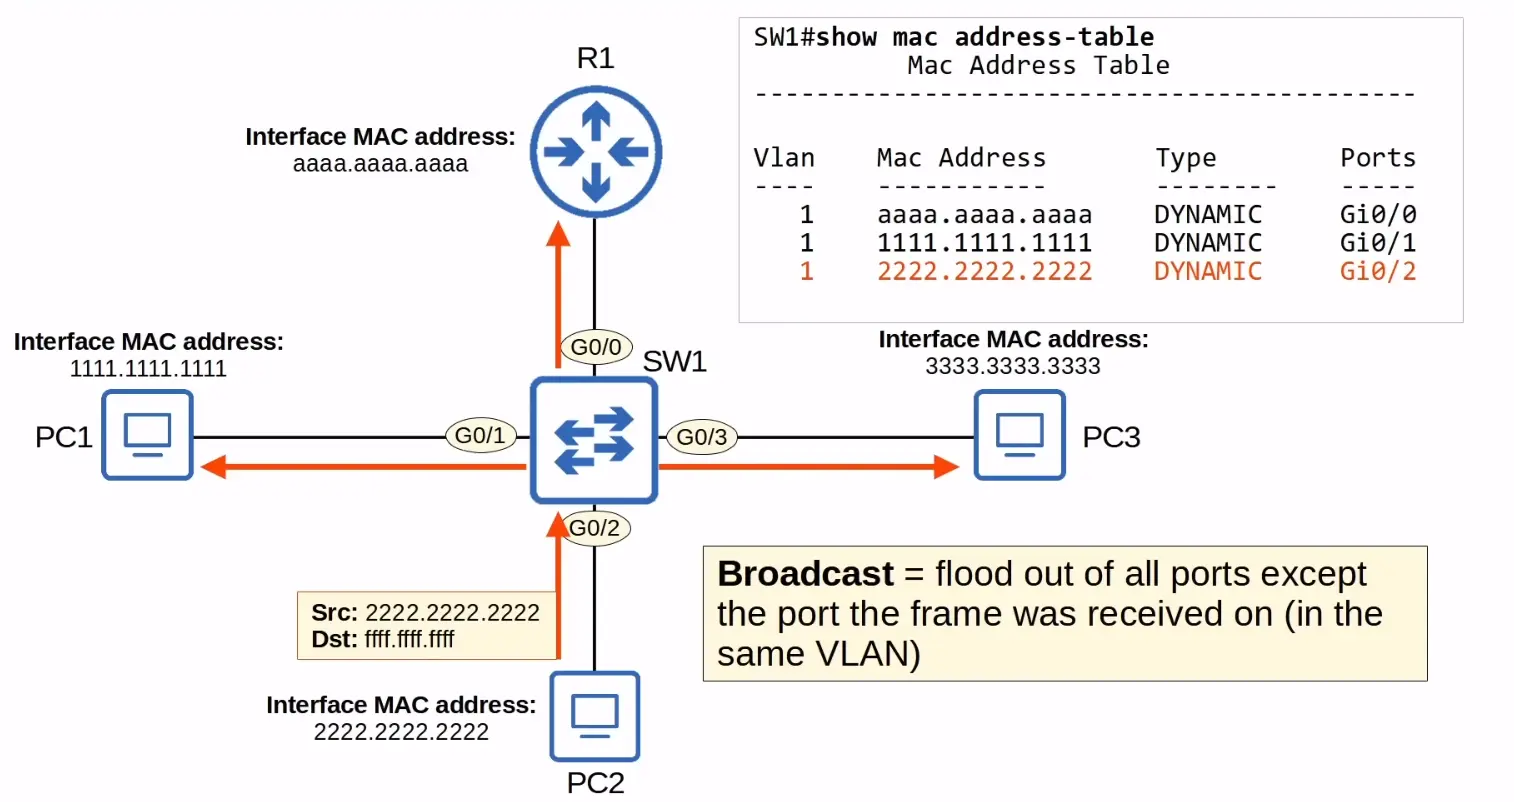 R1
Interface MAC address:
aaaa.aaaa.aaaa
SW1#show mac address-table
Mac Address Table
-------------------------------------------
Vlan Mac Address Type Ports
---- ----------- -------- -----
1 aaaa.aaaa.aaaa DYNAMIC Gi0/0
1 1111.1111.1111 DYNAMIC Gi0/1
1 2222.2222.2222 DYNAMIC Gi0/2
Interface MAC address:
1111.1111.1111
PC1
G0/0
SW1
G0/1
G0/3
G0/2
Interface MAC address:
3333.3333.3333
PC3
Src: 2222.2222.2222
Dst: ffff.ffff.ffff
Interface MAC address:
2222.2222.2222
PC2
Broadcast = flood out of all ports except
the port the frame was received on (in the
same VLAN)